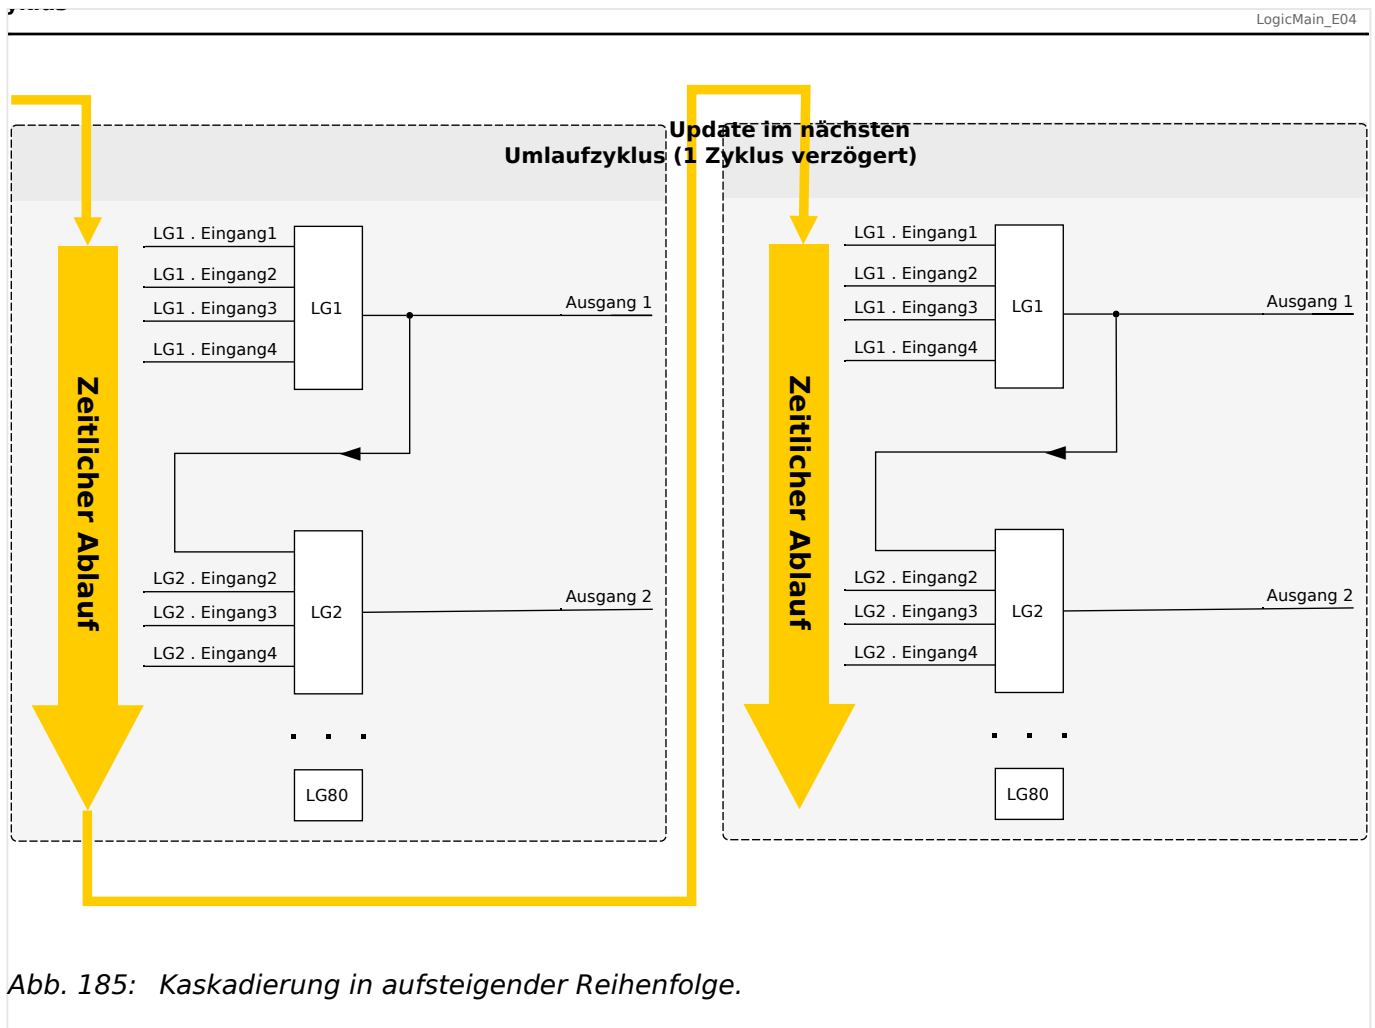 LogicMain_E04
Update im nächsten
Umlaufzyklus (1 Zyklus verzögert)
Zeitlicher Ablauf
LG1 . Eingang1
LG1 . Eingang2
LG1 . Eingang3
LG1 . Eingang4
LG1
Ausgang 1
LG2 . Eingang2
LG2 . Eingang3
LG2 . Eingang4
LG2
Ausgang 2
LG80
Zeitlicher Ablauf
LG1 . Eingang1
LG1 . Eingang2
LG1 . Eingang3
LG1 . Eingang4
LG1
Ausgang 1
LG2 . Eingang2
LG2 . Eingang3
LG2 . Eingang4
LG2
Ausgang 2
LG80
Abb. 185: Kaskadierung in aufsteigender Reihenfolge.